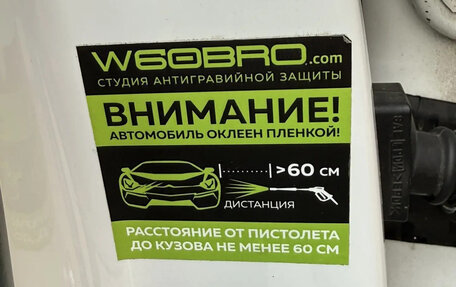 W60BRO.com
СТУДИЯ АНТИГРАВИЙНОЙ ЗАЩИТЫ
ВНИМАНИЕ!
АВТОМОБИЛЬ ОКЛЕЕН ПЛЕНКОЙ!
>60 СМ
ДИСТАНЦИЯ
РАССТОЯНИЕ ОТ ПИСТОЛЕТА
ДО КУЗОВА НЕ МЕНЕЕ 60 СМ